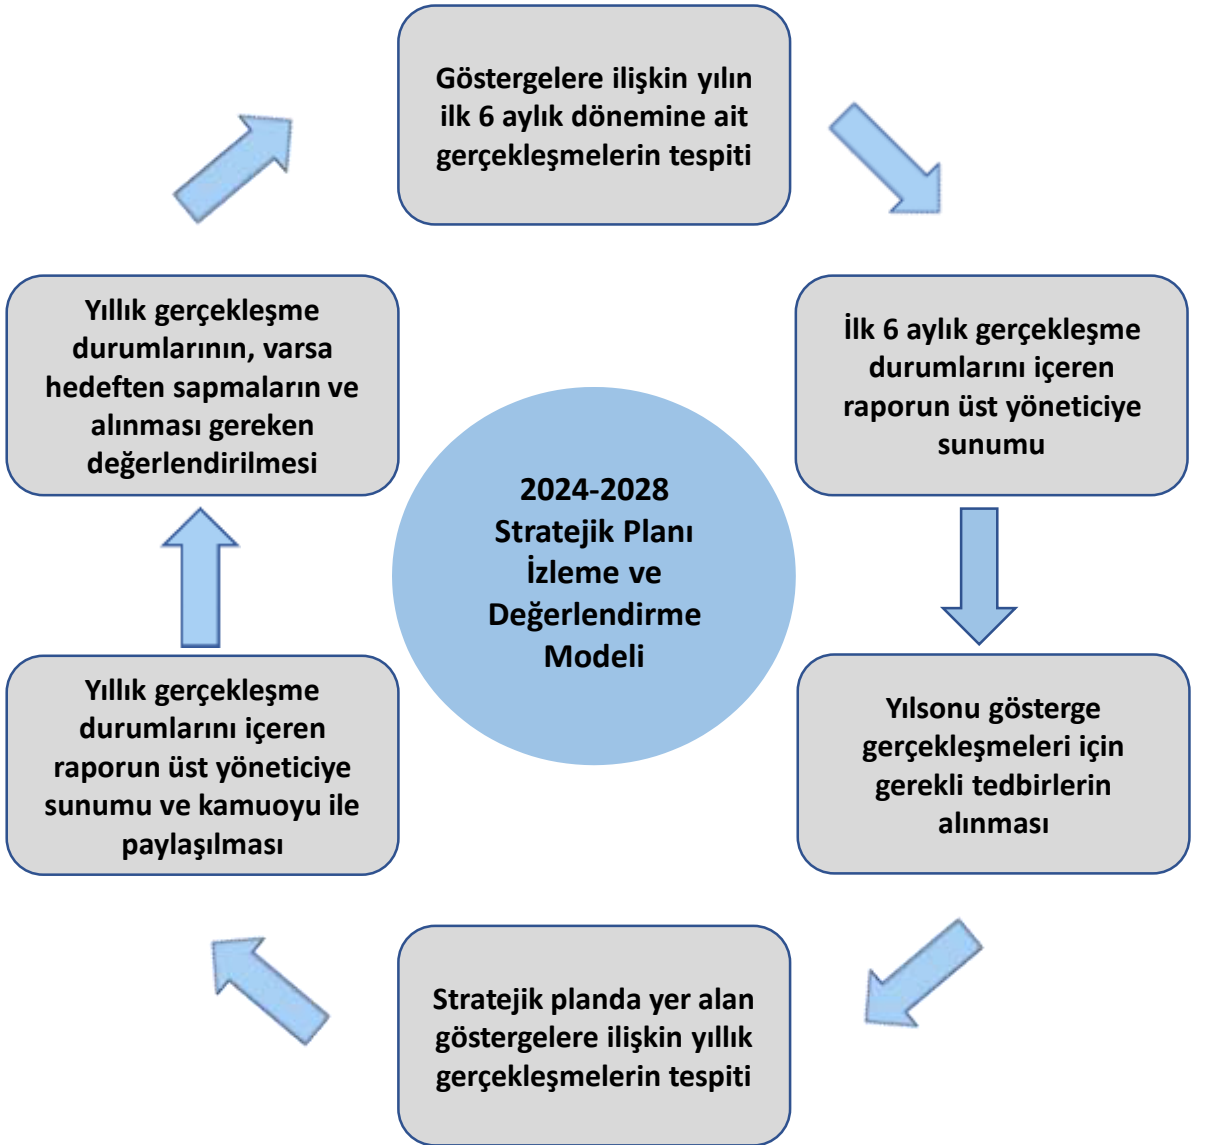 Göstergelere ilişkin yılın
ilk 6 aylık dönemine ait
gerçekleşmelerin tespiti
İlk 6 aylık gerçekleşme
durumlarını içeren
raporun üst yöneticiye
sunumu
Yılsonu gösterge
gerçekleşmeleri için
gerekli tedbirlerin
alınması
Stratejik planda yer alan
göstergelere ilişkin yıllık
gerçekleşmelerin tespiti
Yıllık gerçekleşme
durumlarını içeren
raporun üst yöneticiye
sunumu ve kamuoyu ile
paylaşılması
Yıllık gerçekleşme
durumlarının, varsa
hedeften sapmaların ve
alınması gereken
değerlendirilmesi
2024-2028
Stratejik Planı
İzleme ve
Değerlendirme
Modeli